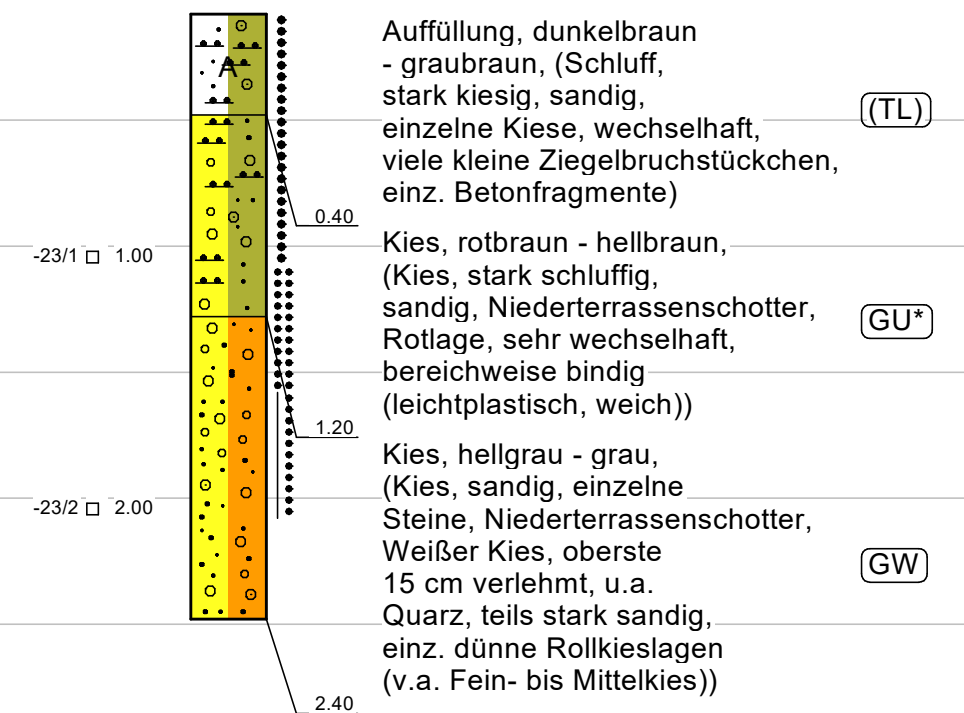 Auffüllung, dunkelbraun
- graubraun, (Schluff,
stark kiesig, sandig,
einzelne Kiese, wechselhaft,
viele kleine Ziegelbruchstückchen,
einz. Betonfragmente)
(TL)
A
0.40
-23/1 1.00
Kies, rotbraun - hellbraun,
(Kies, stark schluffig,
sandig, Niederterrassenschotter,
Rotlage, sehr wechselhaft,
bereichweise bindig
(leichtplastisch, weich))
GU*
1.20
-23/2 2.00
Kies, hellgrau - grau,
(Kies, sandig, einzelne
Steine, Niederterrassenschotter,
Weißer Kies, oberste
15 cm verlehmt, u.a.
Quarz, teils stark sandig,
einz. dünne Rollkieslagen
(v.a. Fein- bis Mittelkies))
GW
2.40